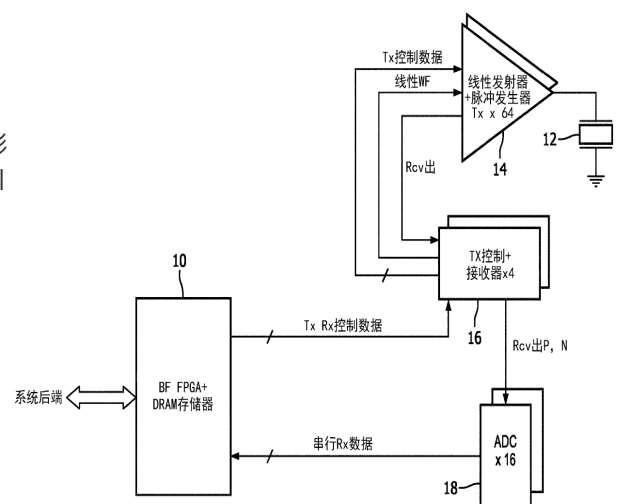 Tx控制数据
线性WF
线性发射器
+脉冲发生器
Tx x 64
12
14
Rcv出
TX控制+
接收器x4
10
16
Tx Rx控制数据
Rcv出P, N
系统后端
BF FPGA+
DRAM存储器
串行Rx数据
ADC
x 16
18